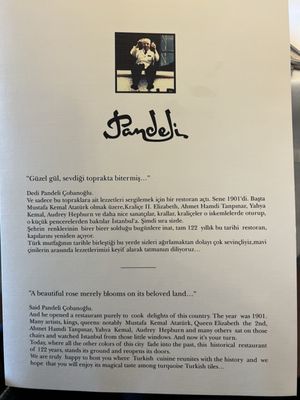 Pandeli
"Güzel gül, sevdiği toprakta bitermiş..."
Dedi Pandeli Çobanoğlu.
Ve sadece bu topraklara ait lezzetleri sergilemek için bir restoran açtı. Sene 1901'di. Başta
Mustafa Kemal Atatürk olmak üzere, Kraliçe II. Elizabeth, Ahmet Hamdi Tanpınar, Yahya
Kemal, Audrey Hepburn ve daha nice sanatçılar, krallar, kraliçeler o iskemlelerde oturup,
o küçük pencerelerden baktılar İstanbul'a. Şimdi sıra sizde.
Şehrin renklerinin birer birer solduğu bugünlere inat, tam 122 yıllık bu tarihi restoran,
kapılarını yeniden açıyor.
Türk mutfağının tarihle birleştiği bu yerde sizleri ağırlamaktan dolayı çok sevinçliyiz, mavi
çinilerin arasında lezzetlerimizi keyif alarak tatmanızı diliyoruz...
"A beautiful rose merely blooms on its beloved land..."
Said Pandeli Çobanoğlu.
And he opened a restaurant purely to cook delights of this country. The year was 1901.
Many artists, kings, queens: notably Mustafa Kemal Atatürk, Queen Elizabeth the 2nd,
Ahmet Hamdi Tanpınar, Yahya Kemal, Audrey Hepburn and many others sat on those
chairs and watched Istanbul from those little windows. And now it's your turn.
Today, where all the other colors of this city fade into the past, this historical restaurant
of 122 years, stands its ground and reopens its doors.
We are truly happy to host you where Turkish cuisine reunites with the history and we
hope that you will enjoy its magical taste among turquoise Turkish tiles...